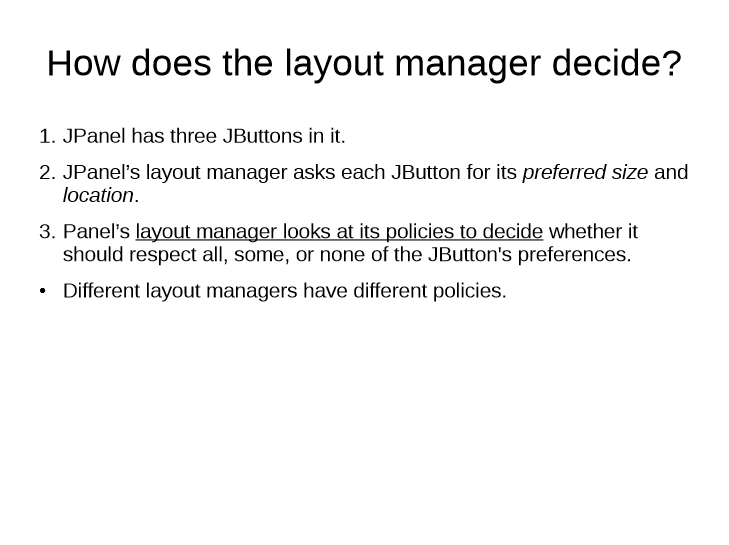 How does the layout manager decide?
1. JPanel has three JButtons in it.
2. JPanel’s layout manager asks each JButton for its preferred size and
location.
3. Panel’s layout manager looks at its policies to decide whether it
should respect all, some, or none of the JButton's preferences.
• Different layout managers have different policies.